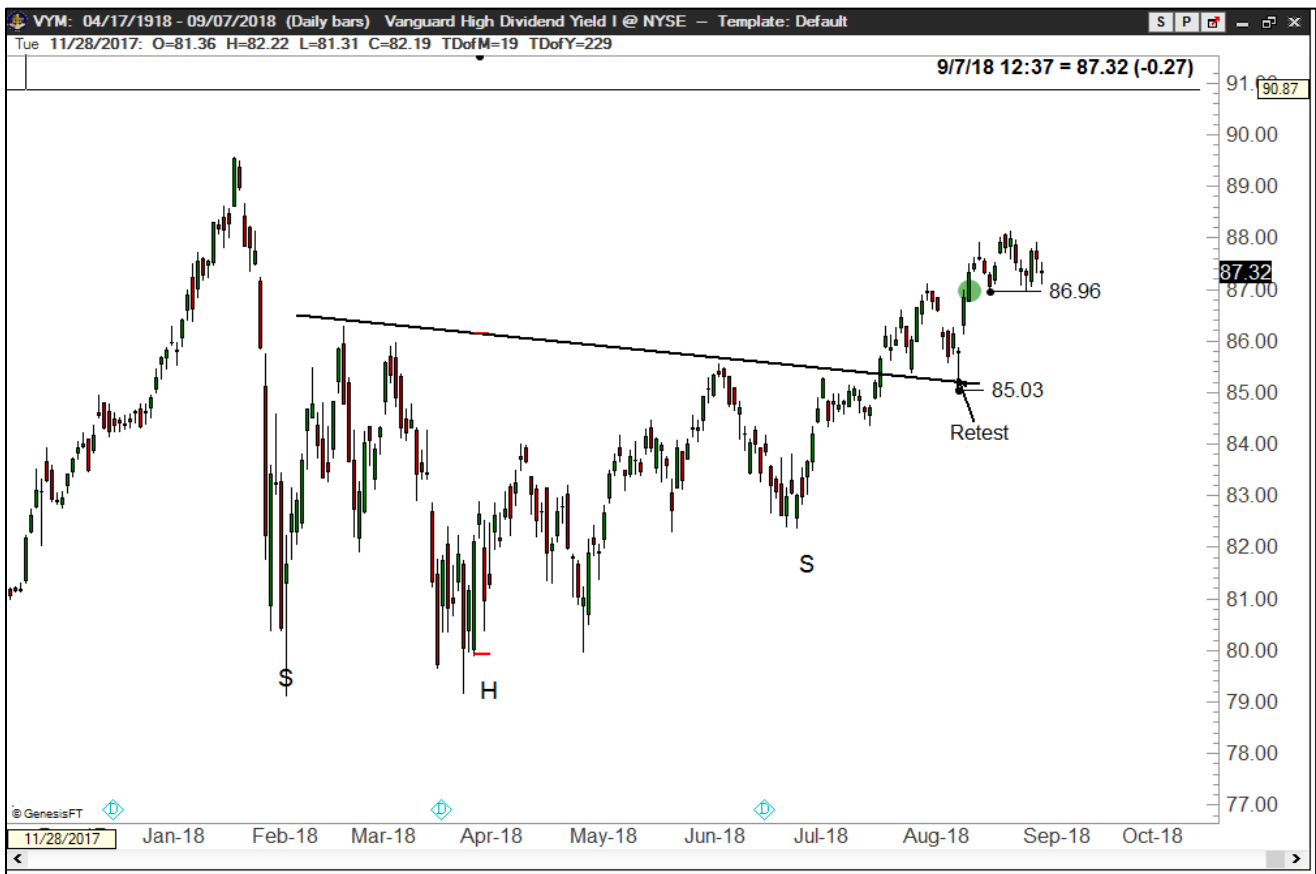 VYM: 04/17/1918 - 09/07/2018 (Daily bars) Vanguard High Dividend Yield I @ NYSE – Template: Default
S P
Tue 11/28/2017: O=81.36 H=82.22 L=81.31 C=82.19 TDofM=19 TDofY=229
9/7/18 12:37 = 87.32 (-0.27)
90.87
90.00
89.00
88.00
87.32
87.00
86.96
86.00
85.00
85.03
Retest
84.00
83.00
82.00
S
81.00
80.00
S
H
79.00
78.00
77.00
© GenesisFT
D
D
D
11/28/2017
Jan-18
Feb-18
Mar-18
Apr-18
May-18
Jun-18
Jul-18
Aug-18
Sep-18
Oct-18